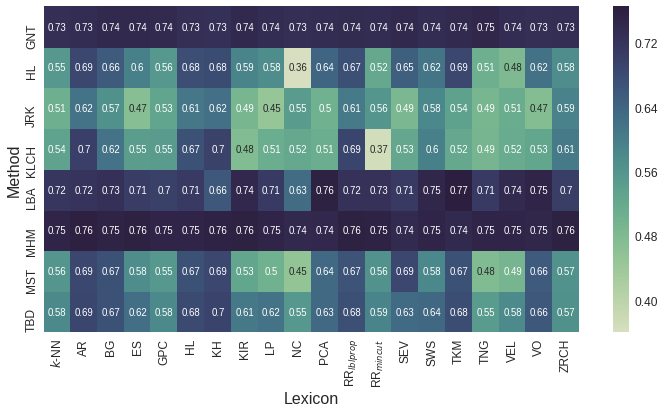 GNT 0.73 0.73 0.73 0.74 0.74 0.73 0.73 0.74 0.74 0.74 0.73 0.74 0.74 0.74 0.74 0.74 0.75 0.74 0.73 0.73
HL 0.55 0.69 0.66 0.6 0.56 0.68 0.68 0.59 0.58 0.36 0.64 0.67 0.52 0.65 0.62 0.69 0.51 0.48 0.62 0.58
JRK 0.51 0.62 0.57 0.47 0.53 0.61 0.62 0.49 0.45 0.55 0.5 0.61 0.56 0.49 0.58 0.54 0.49 0.51 0.47 0.59
KLCH 0.54 0.7 0.62 0.55 0.55 0.67 0.7 0.48 0.51 0.52 0.51 0.69 0.37 0.53 0.6 0.52 0.49 0.52 0.53 0.61
LBA 0.72 0.72 0.73 0.71 0.7 0.71 0.66 0.74 0.71 0.63 0.76 0.72 0.73 0.71 0.75 0.77 0.71 0.74 0.75 0.7
MHM 0.75 0.76 0.75 0.76 0.75 0.75 0.76 0.76 0.75 0.74 0.74 0.76 0.75 0.74 0.75 0.74 0.75 0.75 0.75 0.76
MST 0.56 0.69 0.67 0.58 0.55 0.67 0.69 0.53 0.5 0.45 0.64 0.67 0.56 0.69 0.58 0.67 0.48 0.49 0.66 0.57
TBD 0.58 0.69 0.67 0.62 0.58 0.68 0.7 0.61 0.62 0.55 0.63 0.68 0.59 0.63 0.64 0.68 0.55 0.58 0.66 0.57
Method
k-NN AR BG ES GPC HL KH KIR LP NC PCA RRlblprop RRmincut SEV SWS TKM TNG VEL VO ZRCH
Lexicon
0.72
0.64
0.56
0.48
0.40